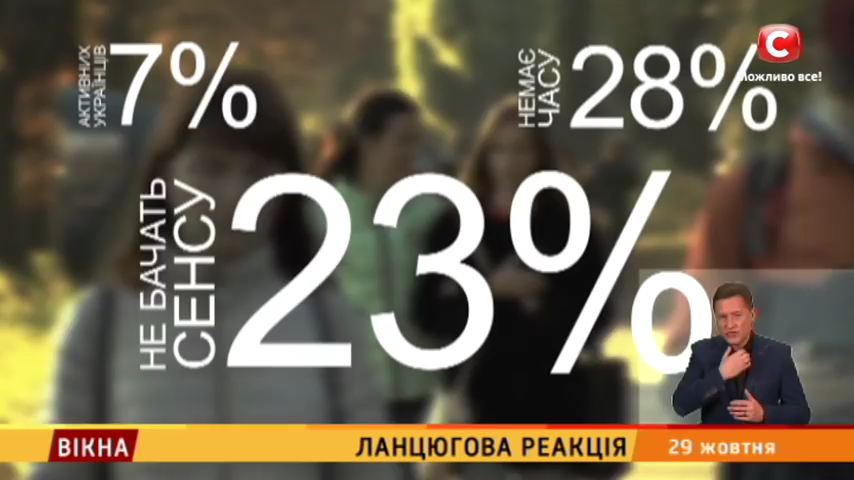 АКТИВНИХ
УКРАЇНЦІВ
7%
НЕМАЄ
ЧАСУ
28%
С
можливо все!
НЕ БАЧАТЬ
СЕНСУ
23%
ВІКНА
ЛАНЦЮГОВА РЕАКЦІЯ
29 жовтня